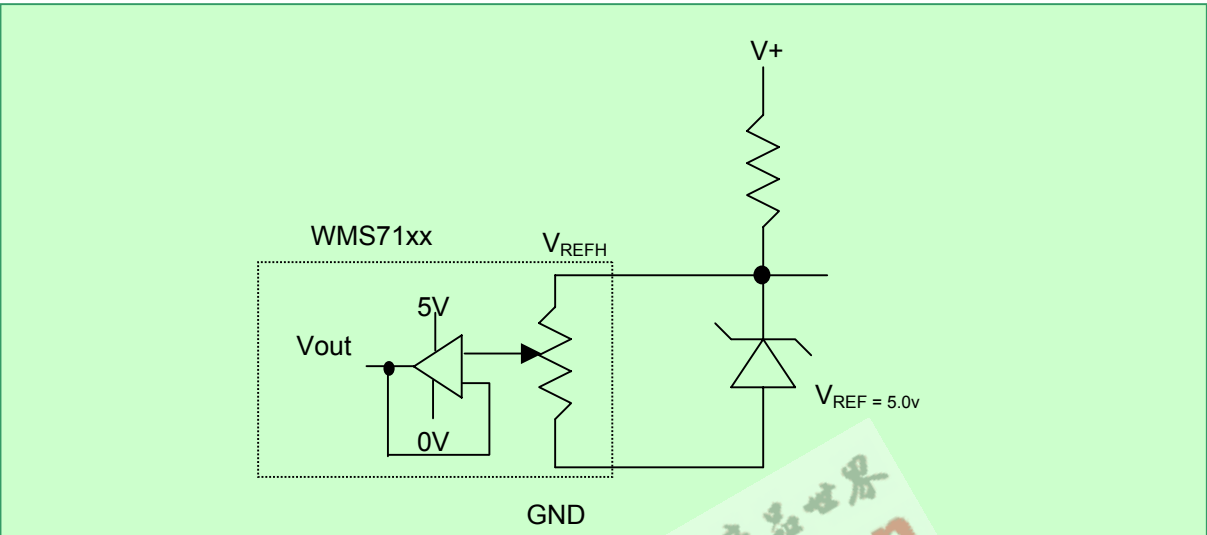 V+
WMS71xx
VREFH
5V
Vout
VREF = 5.0v
0V
GND